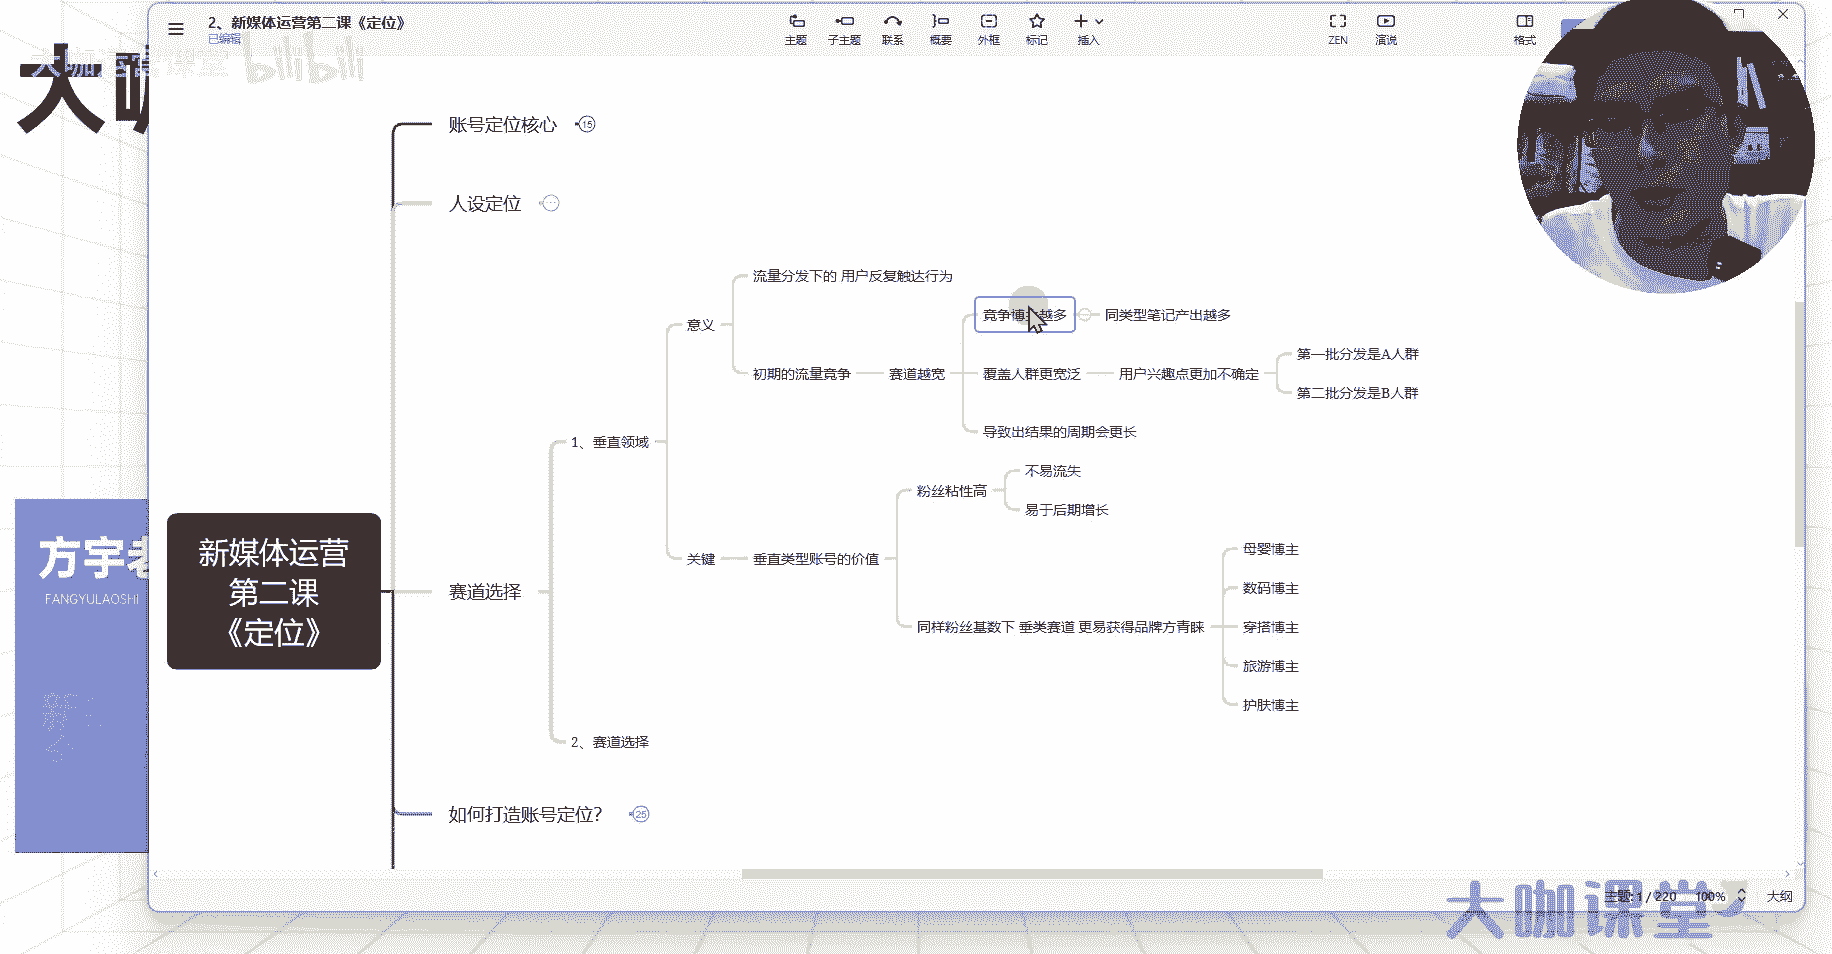 2、新媒体运营第二课《定位》
已编辑
主题
子主题
联系
概要
外框
标记
插入
ZEN
演说
格式
大咖运营课堂
bilibili
大咖
账号定位核心
15
人设定位
流量分发下的 用户反复触达行为
意义
竞争博主越多
同类型笔记产出越多
第一批分发是A人群
初期的流量竞争
赛道越宽
覆盖人群更宽泛
用户兴趣点更加不确定
第二批分发是B人群
导致出结果的周期会更长
1、垂直领域
不易流失
粉丝粘性高
易于后期增长
关键
垂直类型账号的价值
母婴博主
数码博主
同样粉丝基数下 垂类赛道 更易获得品牌方青睐
穿搭博主
旅游博主
护肤博主
新媒体运营
第二课
《定位》
赛道选择
2、赛道选择
如何打造账号定位？
25
方宇老
FANGYULAOSHI
主题: 1 / 220
100%
大纲
大咖课堂